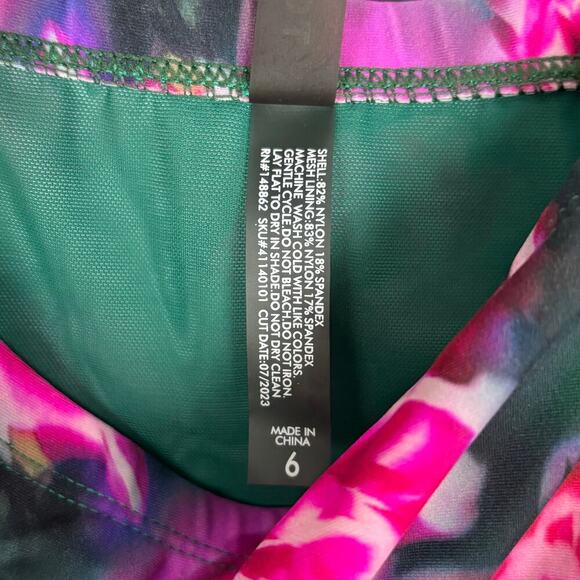 SHELL:82% NYLON 18% SPANDEX
MESH LINING:83% NYLON 17% SPANDEX
MACHINE WASH COLD WITH LIKE COLORS.
GENTLE CYCLE.DO NOT BLEACH.DO NOT IRON.
LAY FLAT TO DRY IN SHADE.DO NOT DRY CLEAN
RN#148862 SKU#41140101 CUT DATE:07/2023
MADE IN
CHINA
6